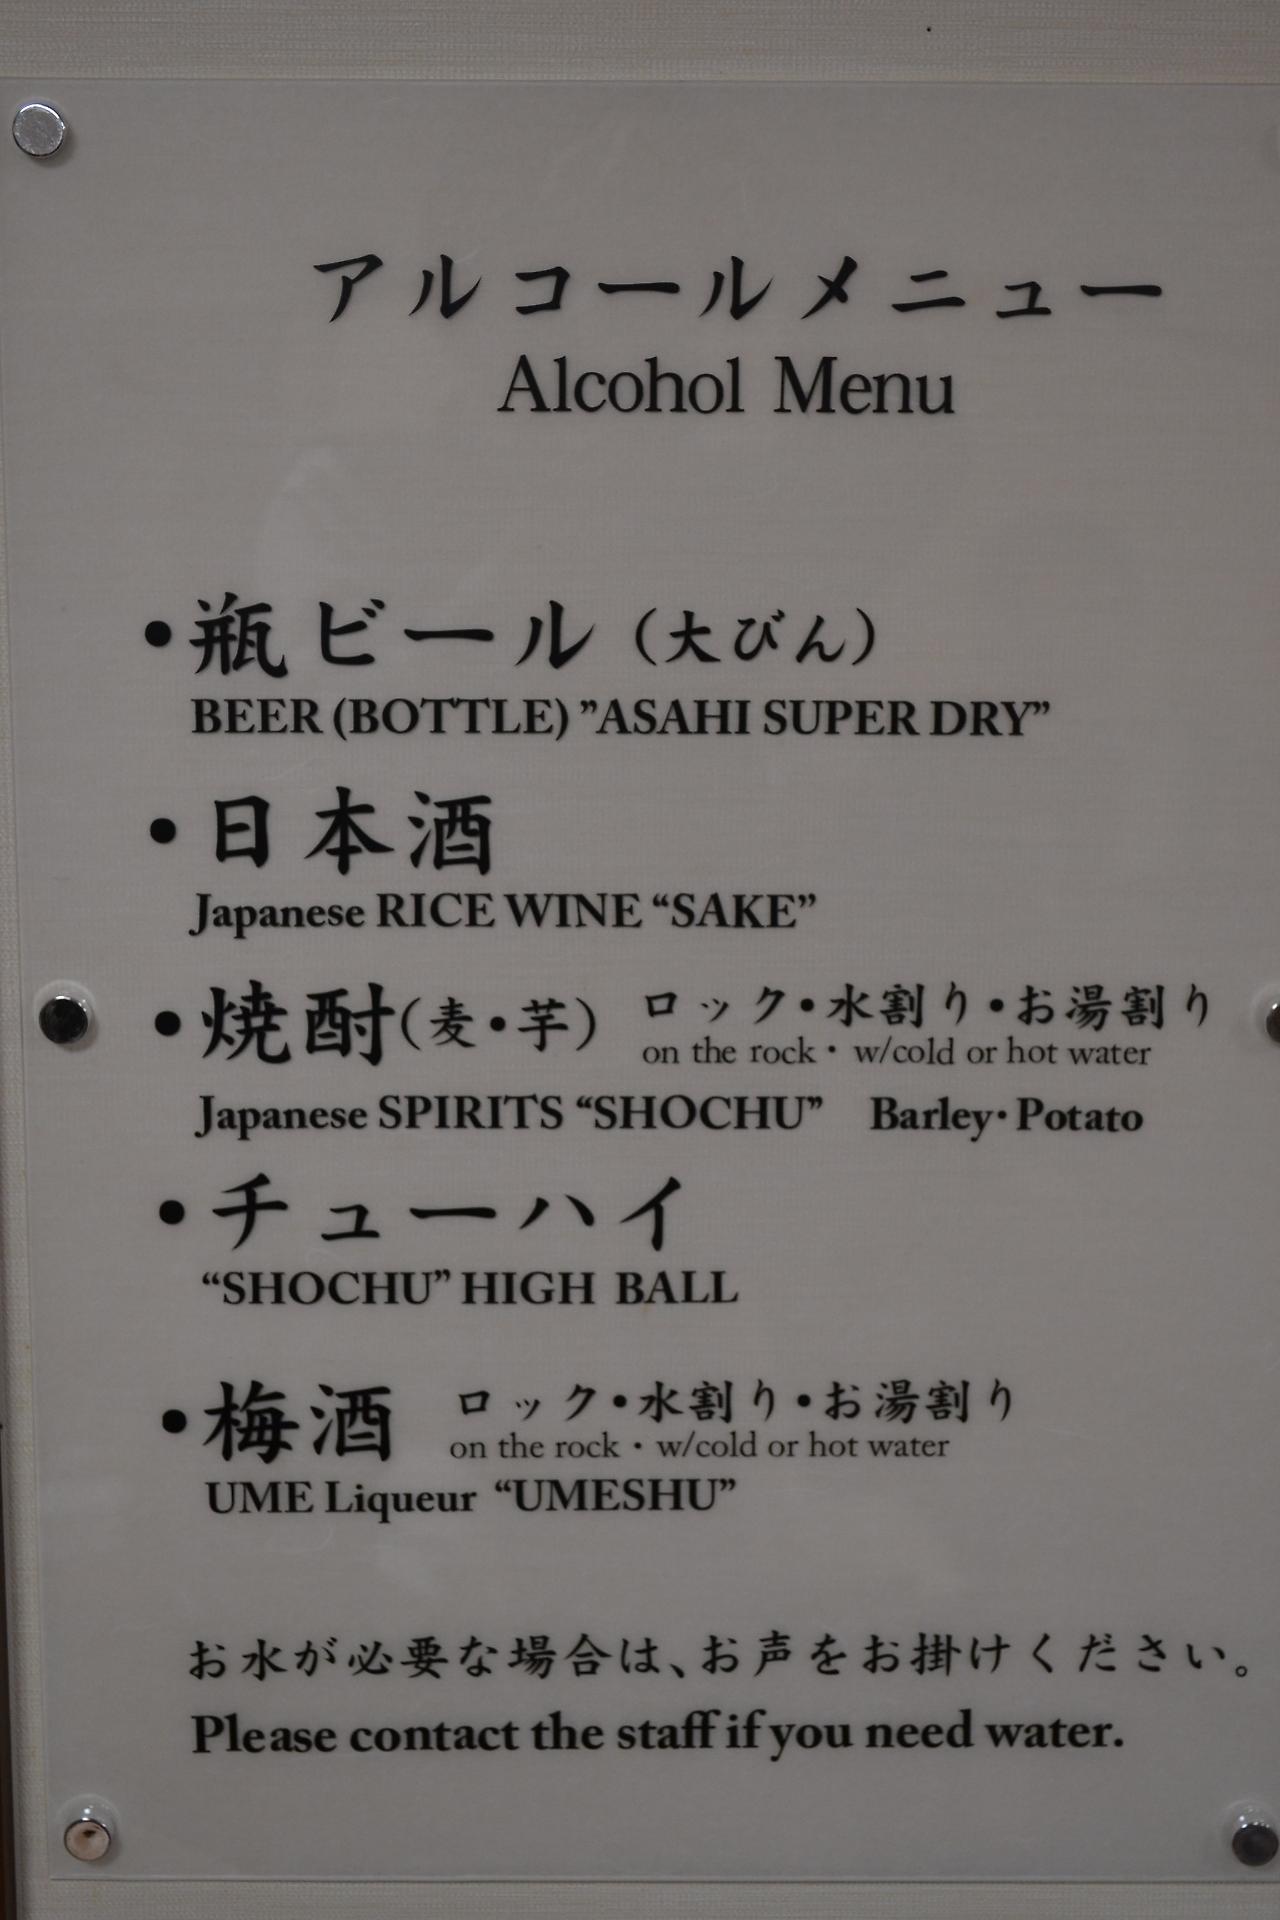 アルコールメニュー
Alcohol Menu
•瓶ビール（大びん）
BEER (BOTTLE) ”ASAHI SUPER DRY”
•日本酒
Japanese RICE WINE “SAKE”
•焼酎（麦・芋） ロック・水割り・お湯割り
on the rock・w/cold or hot water
Japanese SPIRITS “SHOCHU” Barley・Potato
•チューハイ
“SHOCHU” HIGH BALL
•梅酒 ロック・水割り・お湯割り
on the rock・w/cold or hot water
UME Liqueur “UMESHU”
お水が必要な場合は、お声をお掛けください。
Please contact the staff if you need water.